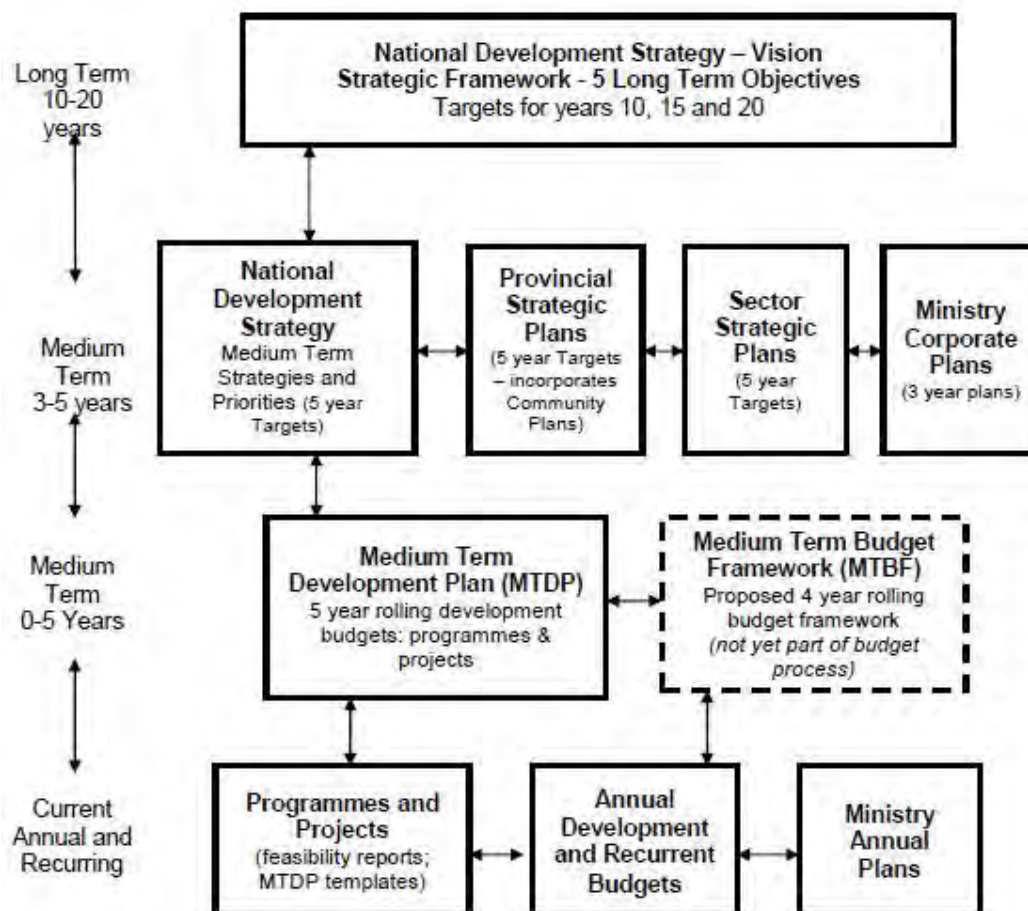 National Development Strategy – Vision
Strategic Framework - 5 Long Term Objectives
Targets for years 10, 15 and 20
Long Term
10-20
years
National
Development
Strategy
Medium Term
Strategies and
Priorities (5 year
Targets)
Provincial
Strategic
Plans
(5 year Targets
– incorporates
Community
Plans)
Sector
Strategic
Plans
(5 year
Targets)
Ministry
Corporate
Plans
(3 year plans)
Medium
Term
3-5 years
Medium Term
Development Plan (MTDP)
5 year rolling development
budgets: programmes &
projects
Medium Term Budget
Framework (MTBF)
Proposed 4 year rolling
budget framework
(not yet part of budget
process)
Medium
Term
0-5 Years
Programmes and
Projects
(feasibility reports;
MTDP templates)
Annual
Development
and Recurrent
Budgets
Ministry
Annual
Plans
Current
Annual and
Recurring